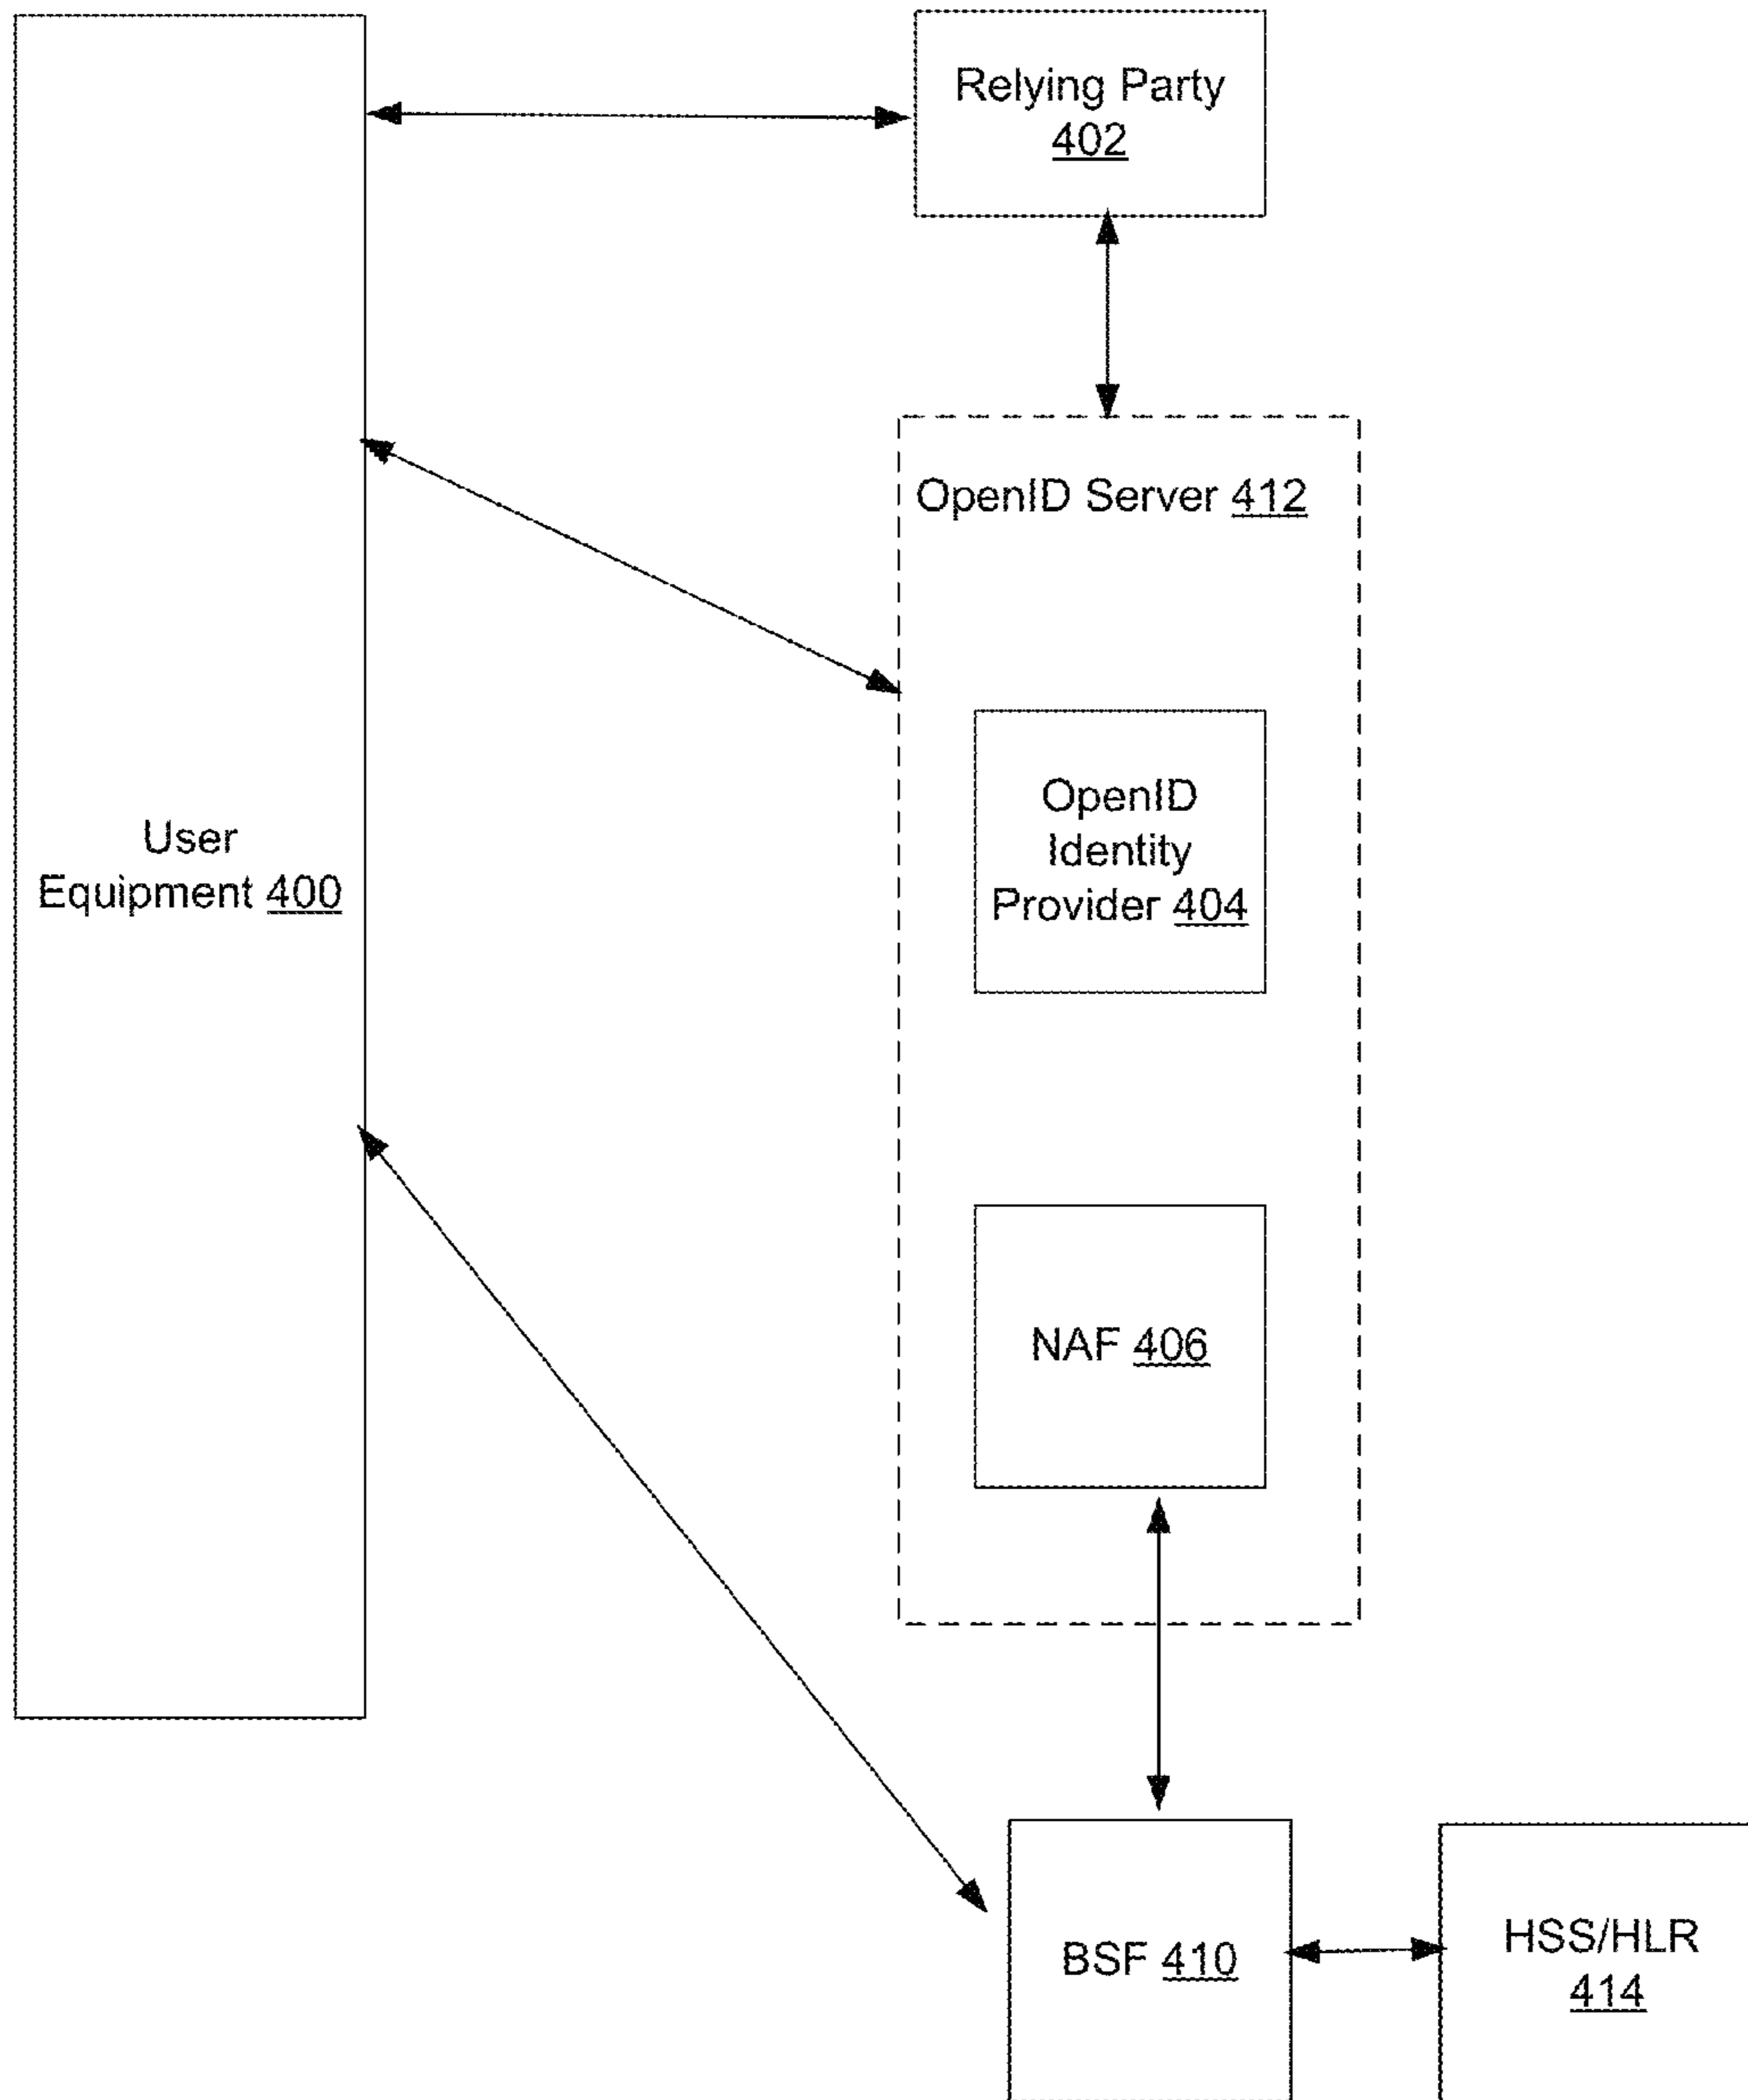 Relying Party
402
OpenID Server 412
OpenID
Identity
Provider 404
User
Equipment 400
NAF 406
BSF 410
HSS/HLR
414